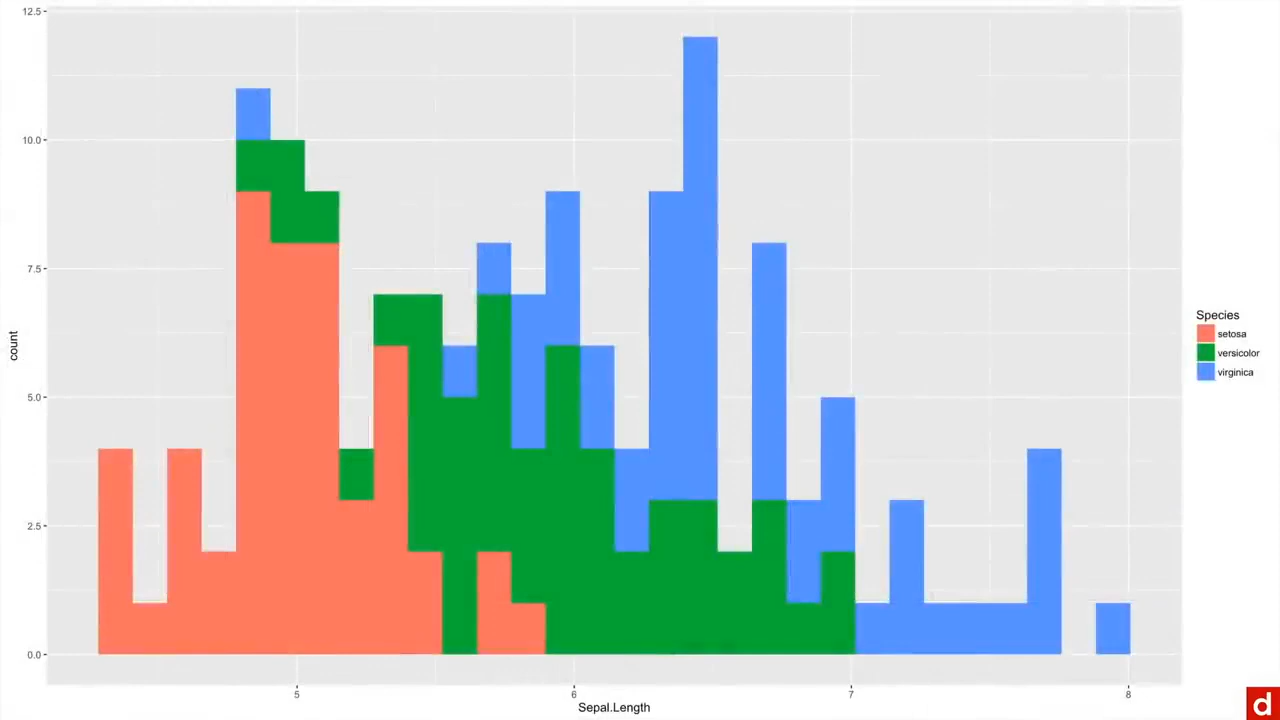 12.5
10.0
7.5
5.0
2.5
0.0
count
5
6
7
8
Sepal.Length
Species
setosa
versicolor
virginica
d